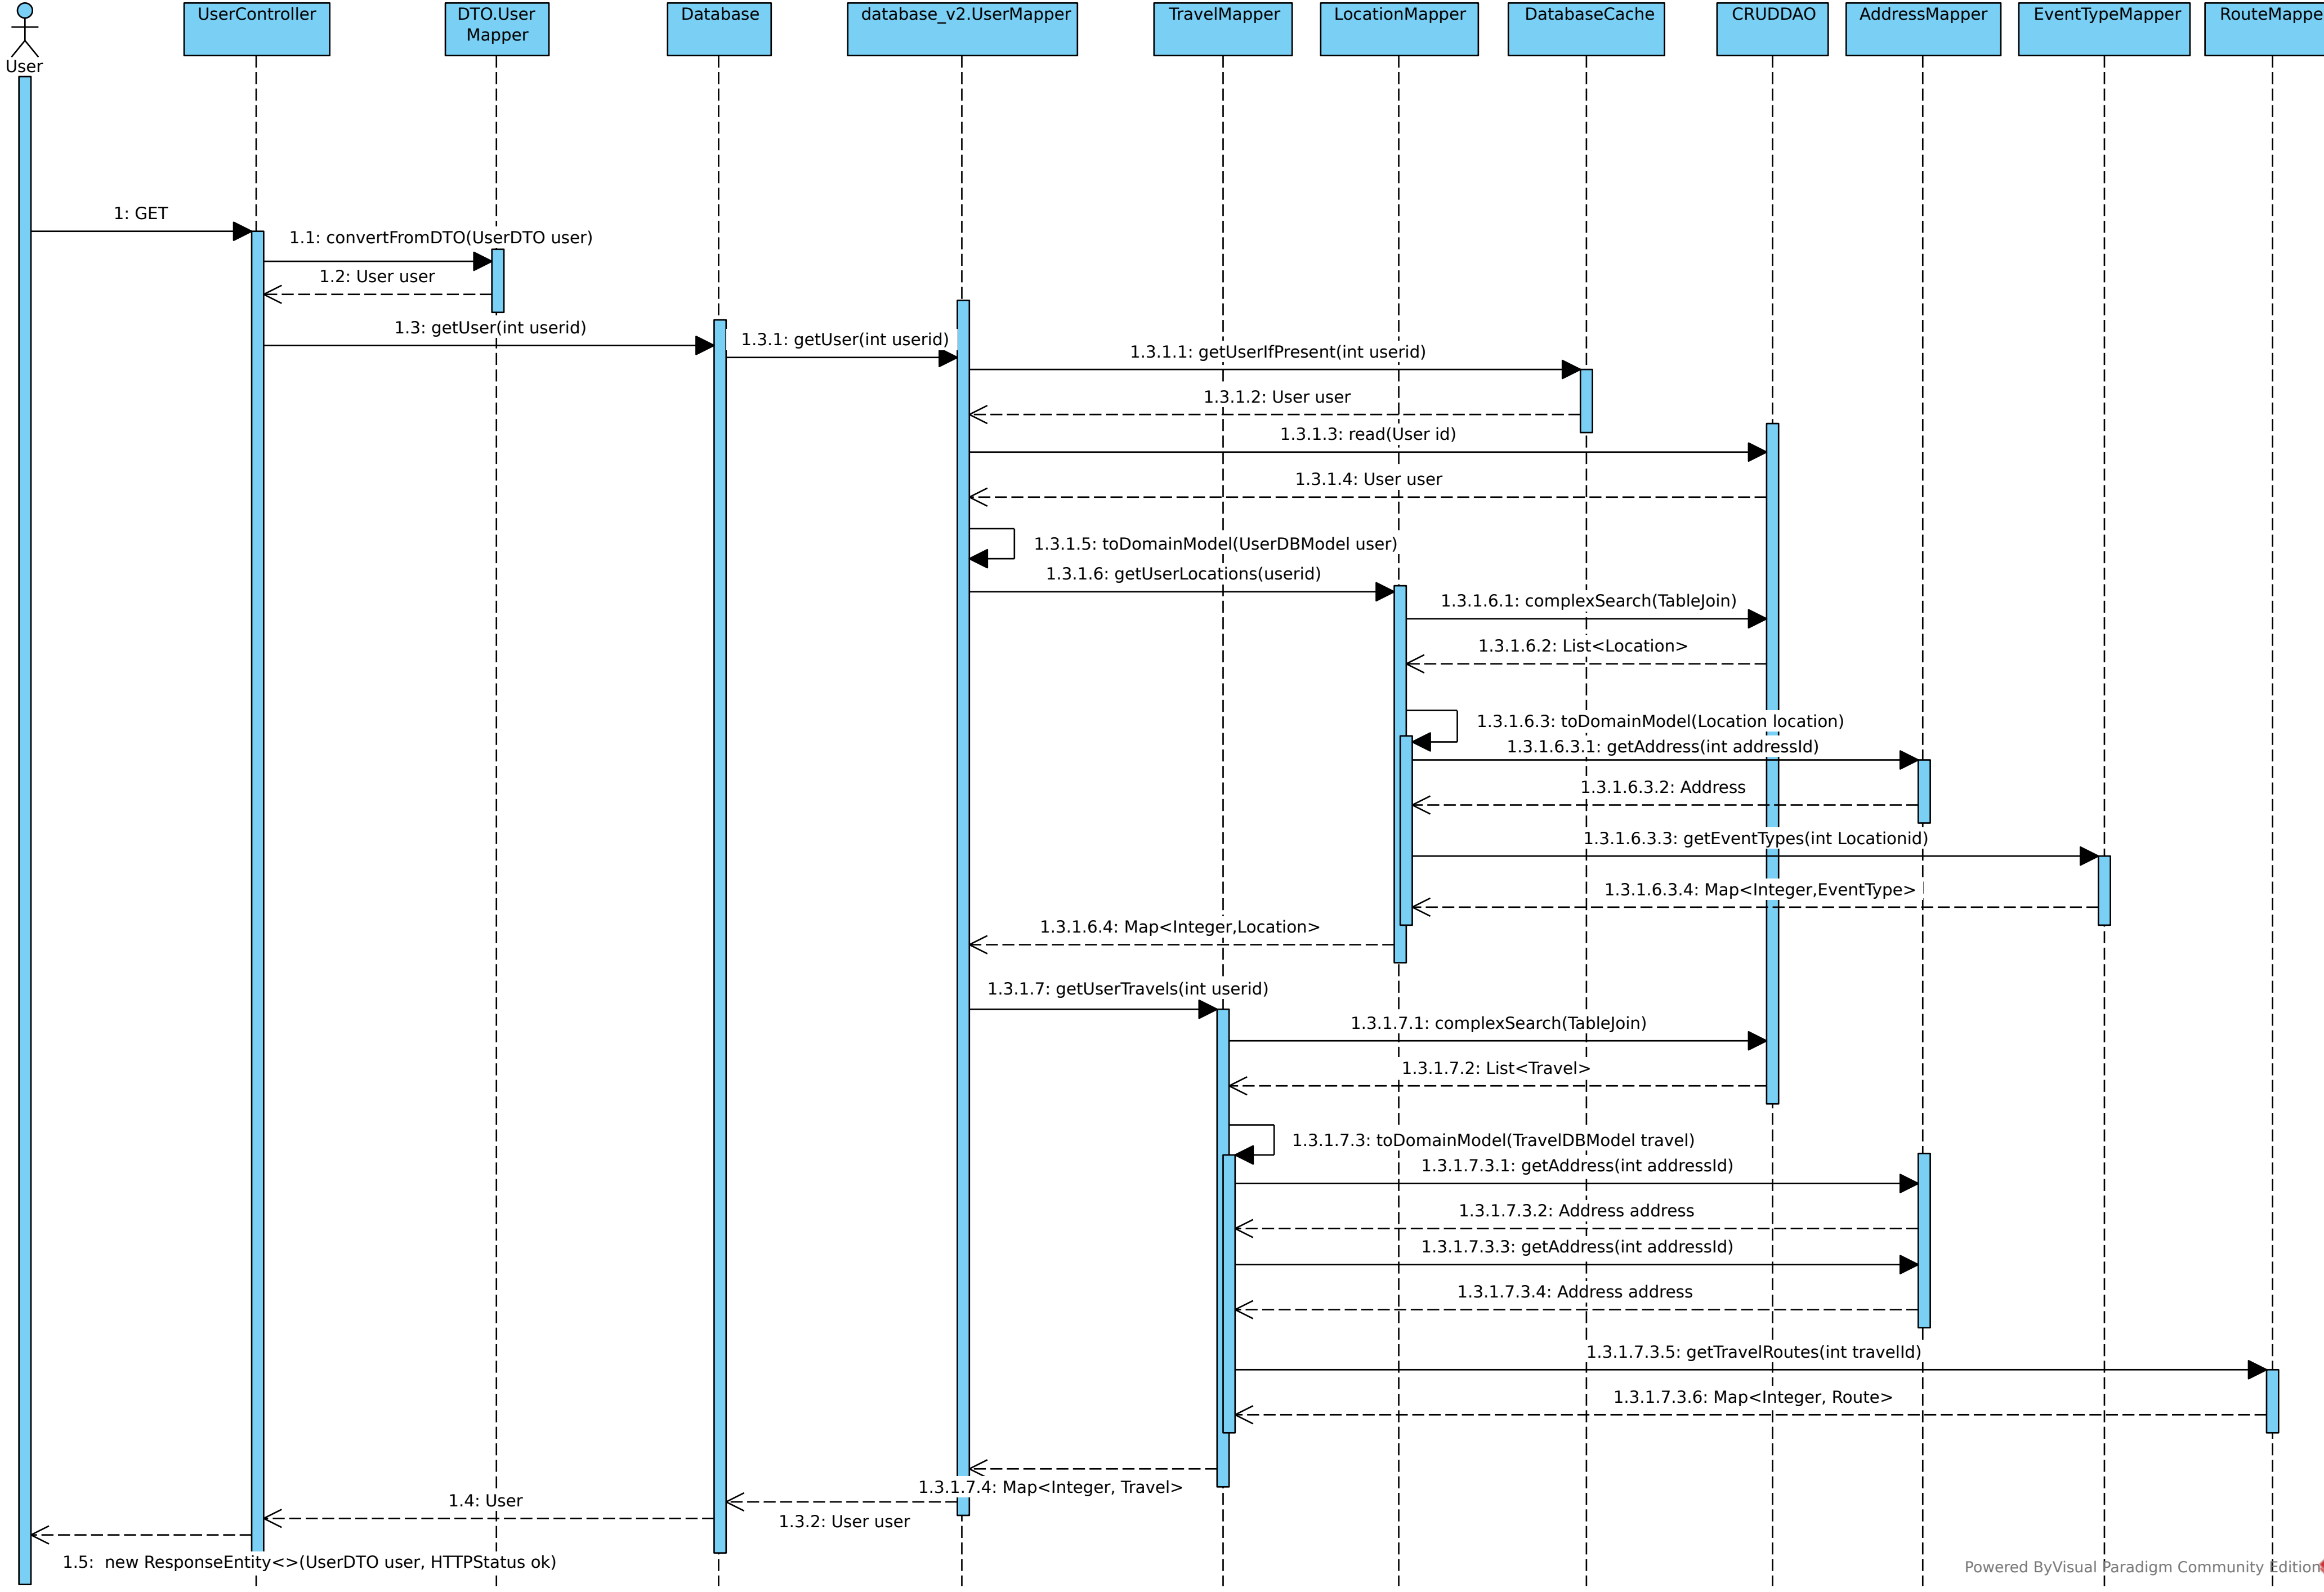 User
UserController
DTO.User
Mapper
Database
database_v2.UserMapper
TravelMapper
LocationMapper
DatabaseCache
CRUDDAO
AddressMapper
EventTypeMapper
RouteMappe
1: GET
1.1: convertFromDTO(UserDTO user)
1.2: User user
1.3: getUser(int userid)
1.3.1: getUser(int userid)
1.3.1.1: getUserIfPresent(int userid)
1.3.1.2: User user
1.3.1.3: read(User id)
1.3.1.4: User user
1.3.1.5: toDomainModel(UserDBModel user)
1.3.1.6: getUserLocations(userid)
1.3.1.6.1: complexSearch(TableJoin)
1.3.1.6.2: List<Location>
1.3.1.6.3: toDomainModel(Location location)
1.3.1.6.3.1: getAddress(int addressId)
1.3.1.6.3.2: Address
1.3.1.6.3.3: getEventTypes(int Locationid)
1.3.1.6.3.4: Map<Integer,EventType>
1.3.1.6.4: Map<Integer,Location>
1.3.1.7: getUserTravels(int userid)
1.3.1.7.1: complexSearch(TableJoin)
1.3.1.7.2: List<Travel>
1.3.1.7.3: toDomainModel(TravelDBModel travel)
1.3.1.7.3.1: getAddress(int addressId)
1.3.1.7.3.2: Address address
1.3.1.7.3.3: getAddress(int addressId)
1.3.1.7.3.4: Address address
1.3.1.7.3.5: getTravelRoutes(int travelId)
1.3.1.7.3.6: Map<Integer, Route>
1.3.1.7.4: Map<Integer, Travel>
1.4: User
1.3.2: User user
1.5:  new ResponseEntity<>(UserDTO user, HTTPStatus ok)
Powered ByVisual Paradigm Community Edition